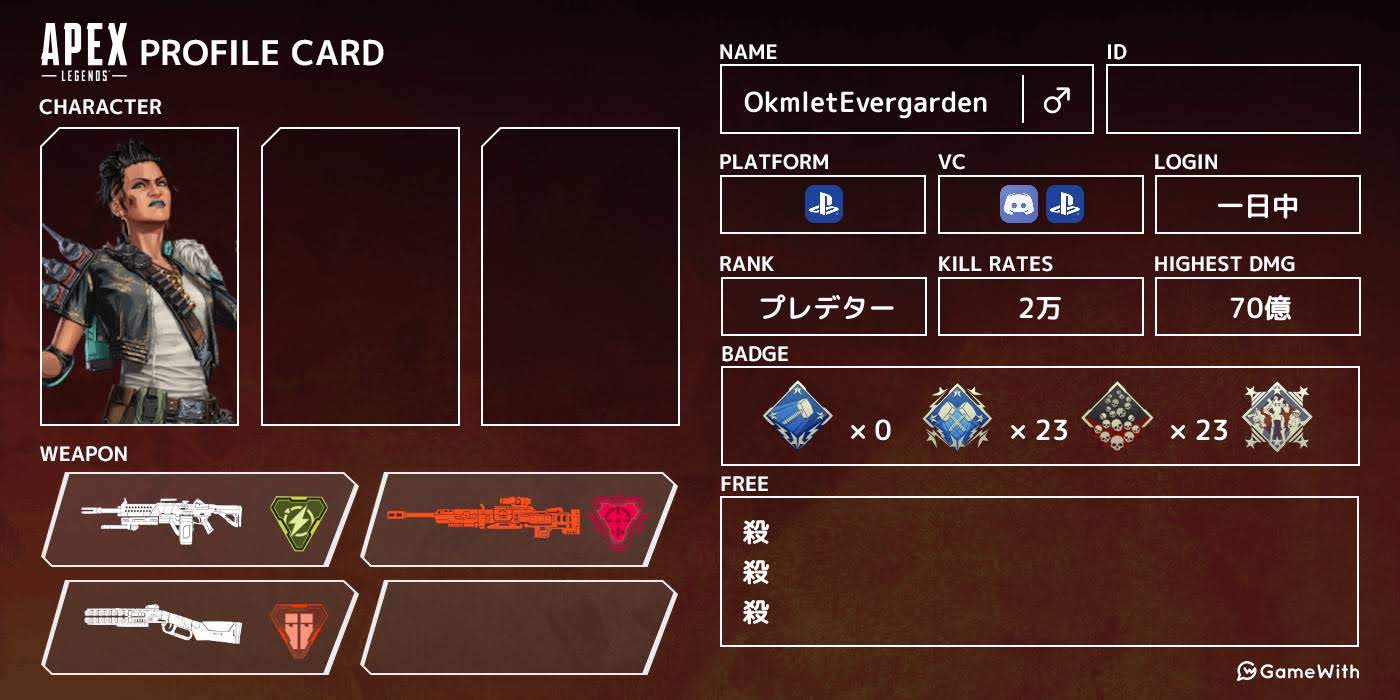 APEX LEGENDS PROFILE CARD
CHARACTER
WEAPON
NAME
OkmletEvergarden ♂
ID
PLATFORM
VC
LOGIN
一日中
RANK
プレデター
KILL RATES
2万
HIGHEST DMG
70億
BADGE
× 0
× 23
× 23
FREE
殺
殺
殺
GameWith